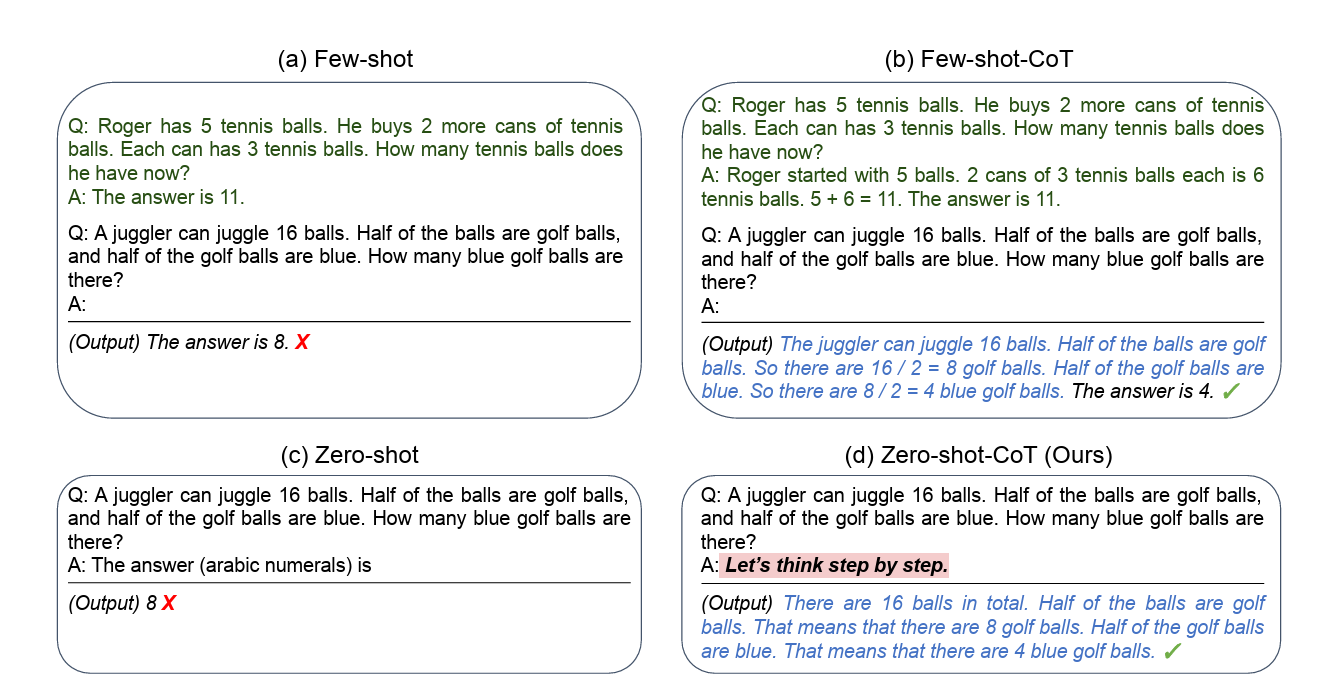 (a) Few-shot
Q: Roger has 5 tennis balls. He buys 2 more cans of tennis
balls. Each can has 3 tennis balls. How many tennis balls does
he have now?
A: The answer is 11.
Q: A juggler can juggle 16 balls. Half of the balls are golf balls,
and half of the golf balls are blue. How many blue golf balls are
there?
A:
(Output) The answer is 8. X
(b) Few-shot-CoT
Q: Roger has 5 tennis balls. He buys 2 more cans of tennis
balls. Each can has 3 tennis balls. How many tennis balls does
he have now?
A: Roger started with 5 balls. 2 cans of 3 tennis balls each is 6
tennis balls. 5 + 6 = 11. The answer is 11.
Q: A juggler can juggle 16 balls. Half of the balls are golf balls,
and half of the golf balls are blue. How many blue golf balls are
there?
A:
(Output) The juggler can juggle 16 balls. Half of the balls are golf
balls. So there are 16 / 2 = 8 golf balls. Half of the golf balls are
blue. So there are 8 / 2 = 4 blue golf balls. The answer is 4. ✓
(c) Zero-shot
Q: A juggler can juggle 16 balls. Half of the balls are golf balls,
and half of the golf balls are blue. How many blue golf balls are
there?
A: The answer (arabic numerals) is
(Output) 8 X
(d) Zero-shot-CoT (Ours)
Q: A juggler can juggle 16 balls. Half of the balls are golf balls,
and half of the golf balls are blue. How many blue golf balls are
there?
A: Let's think step by step.
(Output) There are 16 balls in total. Half of the balls are golf
balls. That means that there are 8 golf balls. Half of the golf balls
are blue. That means that there are 4 blue golf balls. ✓